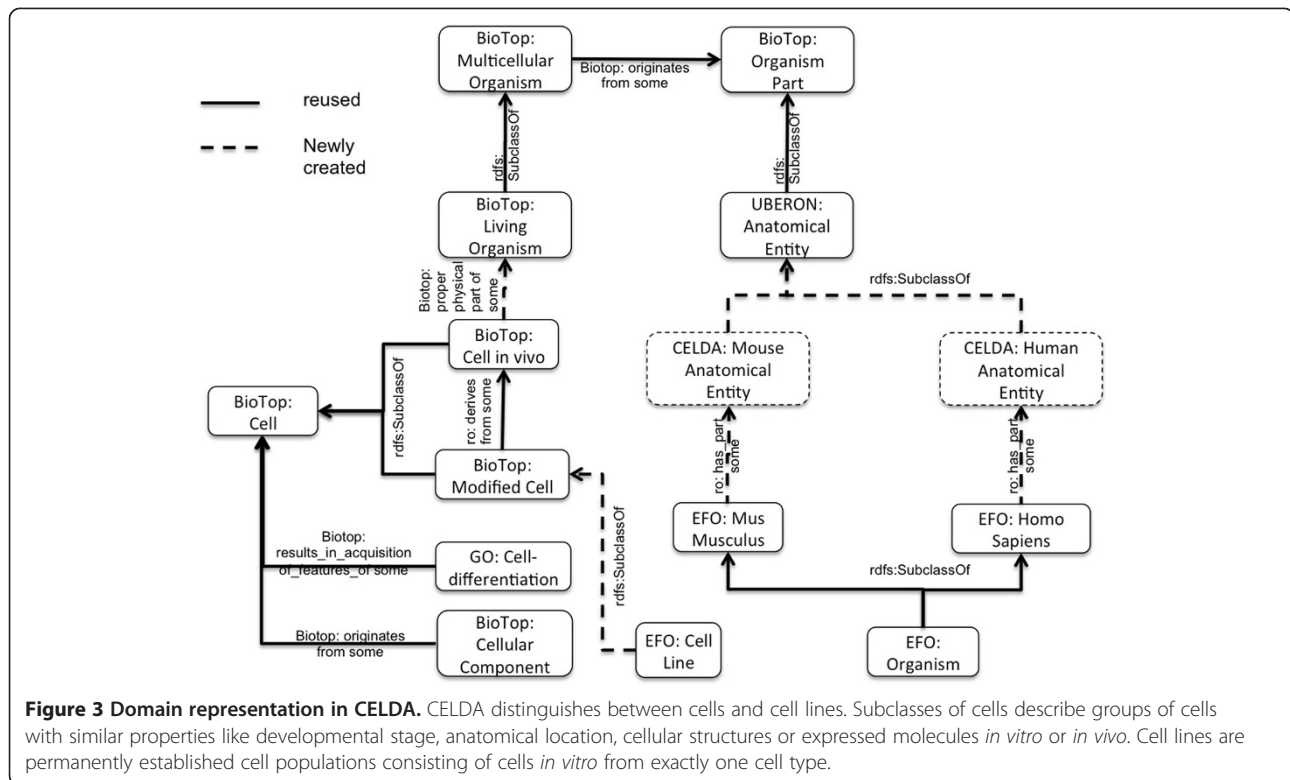 BioTop:
Multicellular
Organism
Biotop: originates
from some
BioTop:
Organism
Part
reused
Newly
created
rdfs:
SubclassOf
rdfs:
SubclassOf
BioTop:
Living
Organism
UBERON:
Anatomical
Entity
Biotop:
proper
physical
part of
some
rdfs:SubclassOf
BioTop:
Cell in vivo
CELDA: Mouse
Anatomical
Entity
CELDA: Human
Anatomical
Entity
BioTop:
Cell
rdfs:SubclassOf
ro: derives
from some
ro: has_part
some
ro: has_part
some
BioTop:
Modified Cell
EFO: Mus
Musculus
EFO: Homo
Sapiens
Biotop:
results_in_acquisition
of_features_of some
GO: Cell-
differentiation
rdfs:SubclassOf
rdfs:SubclassOf
Biotop: originates
from some
BioTop:
Cellular
Component
EFO: Cell
Line
EFO:
Organism
Figure 3 Domain representation in CELDA. CELDA distinguishes between cells and cell lines. Subclasses of cells describe groups of cells
with similar properties like developmental stage, anatomical location, cellular structures or expressed molecules in vitro or in vivo. Cell lines are
permanently established cell populations consisting of cells in vitro from exactly one cell type.